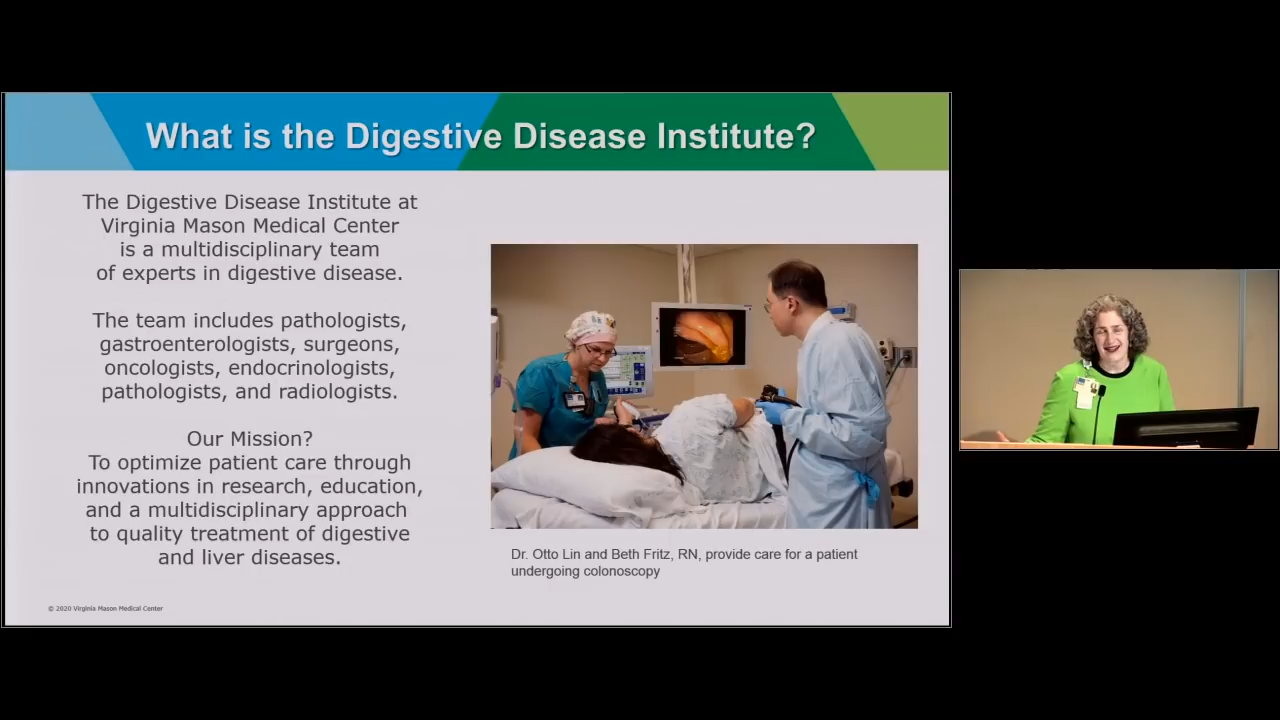 What is the Digestive Disease Institute?
The Digestive Disease Institute at
Virginia Mason Medical Center
is a multidisciplinary team
of experts in digestive disease.
The team includes pathologists,
gastroenterologists, surgeons,
oncologists, endocrinologists,
pathologists, and radiologists.
Our Mission?
To optimize patient care through
innovations in research, education,
and a multidisciplinary approach
to quality treatment of digestive
and liver diseases.
Dr. Otto Lin and Beth Fritz, RN, provide care for a patient
undergoing colonoscopy
© 2020 Virginia Mason Medical Center